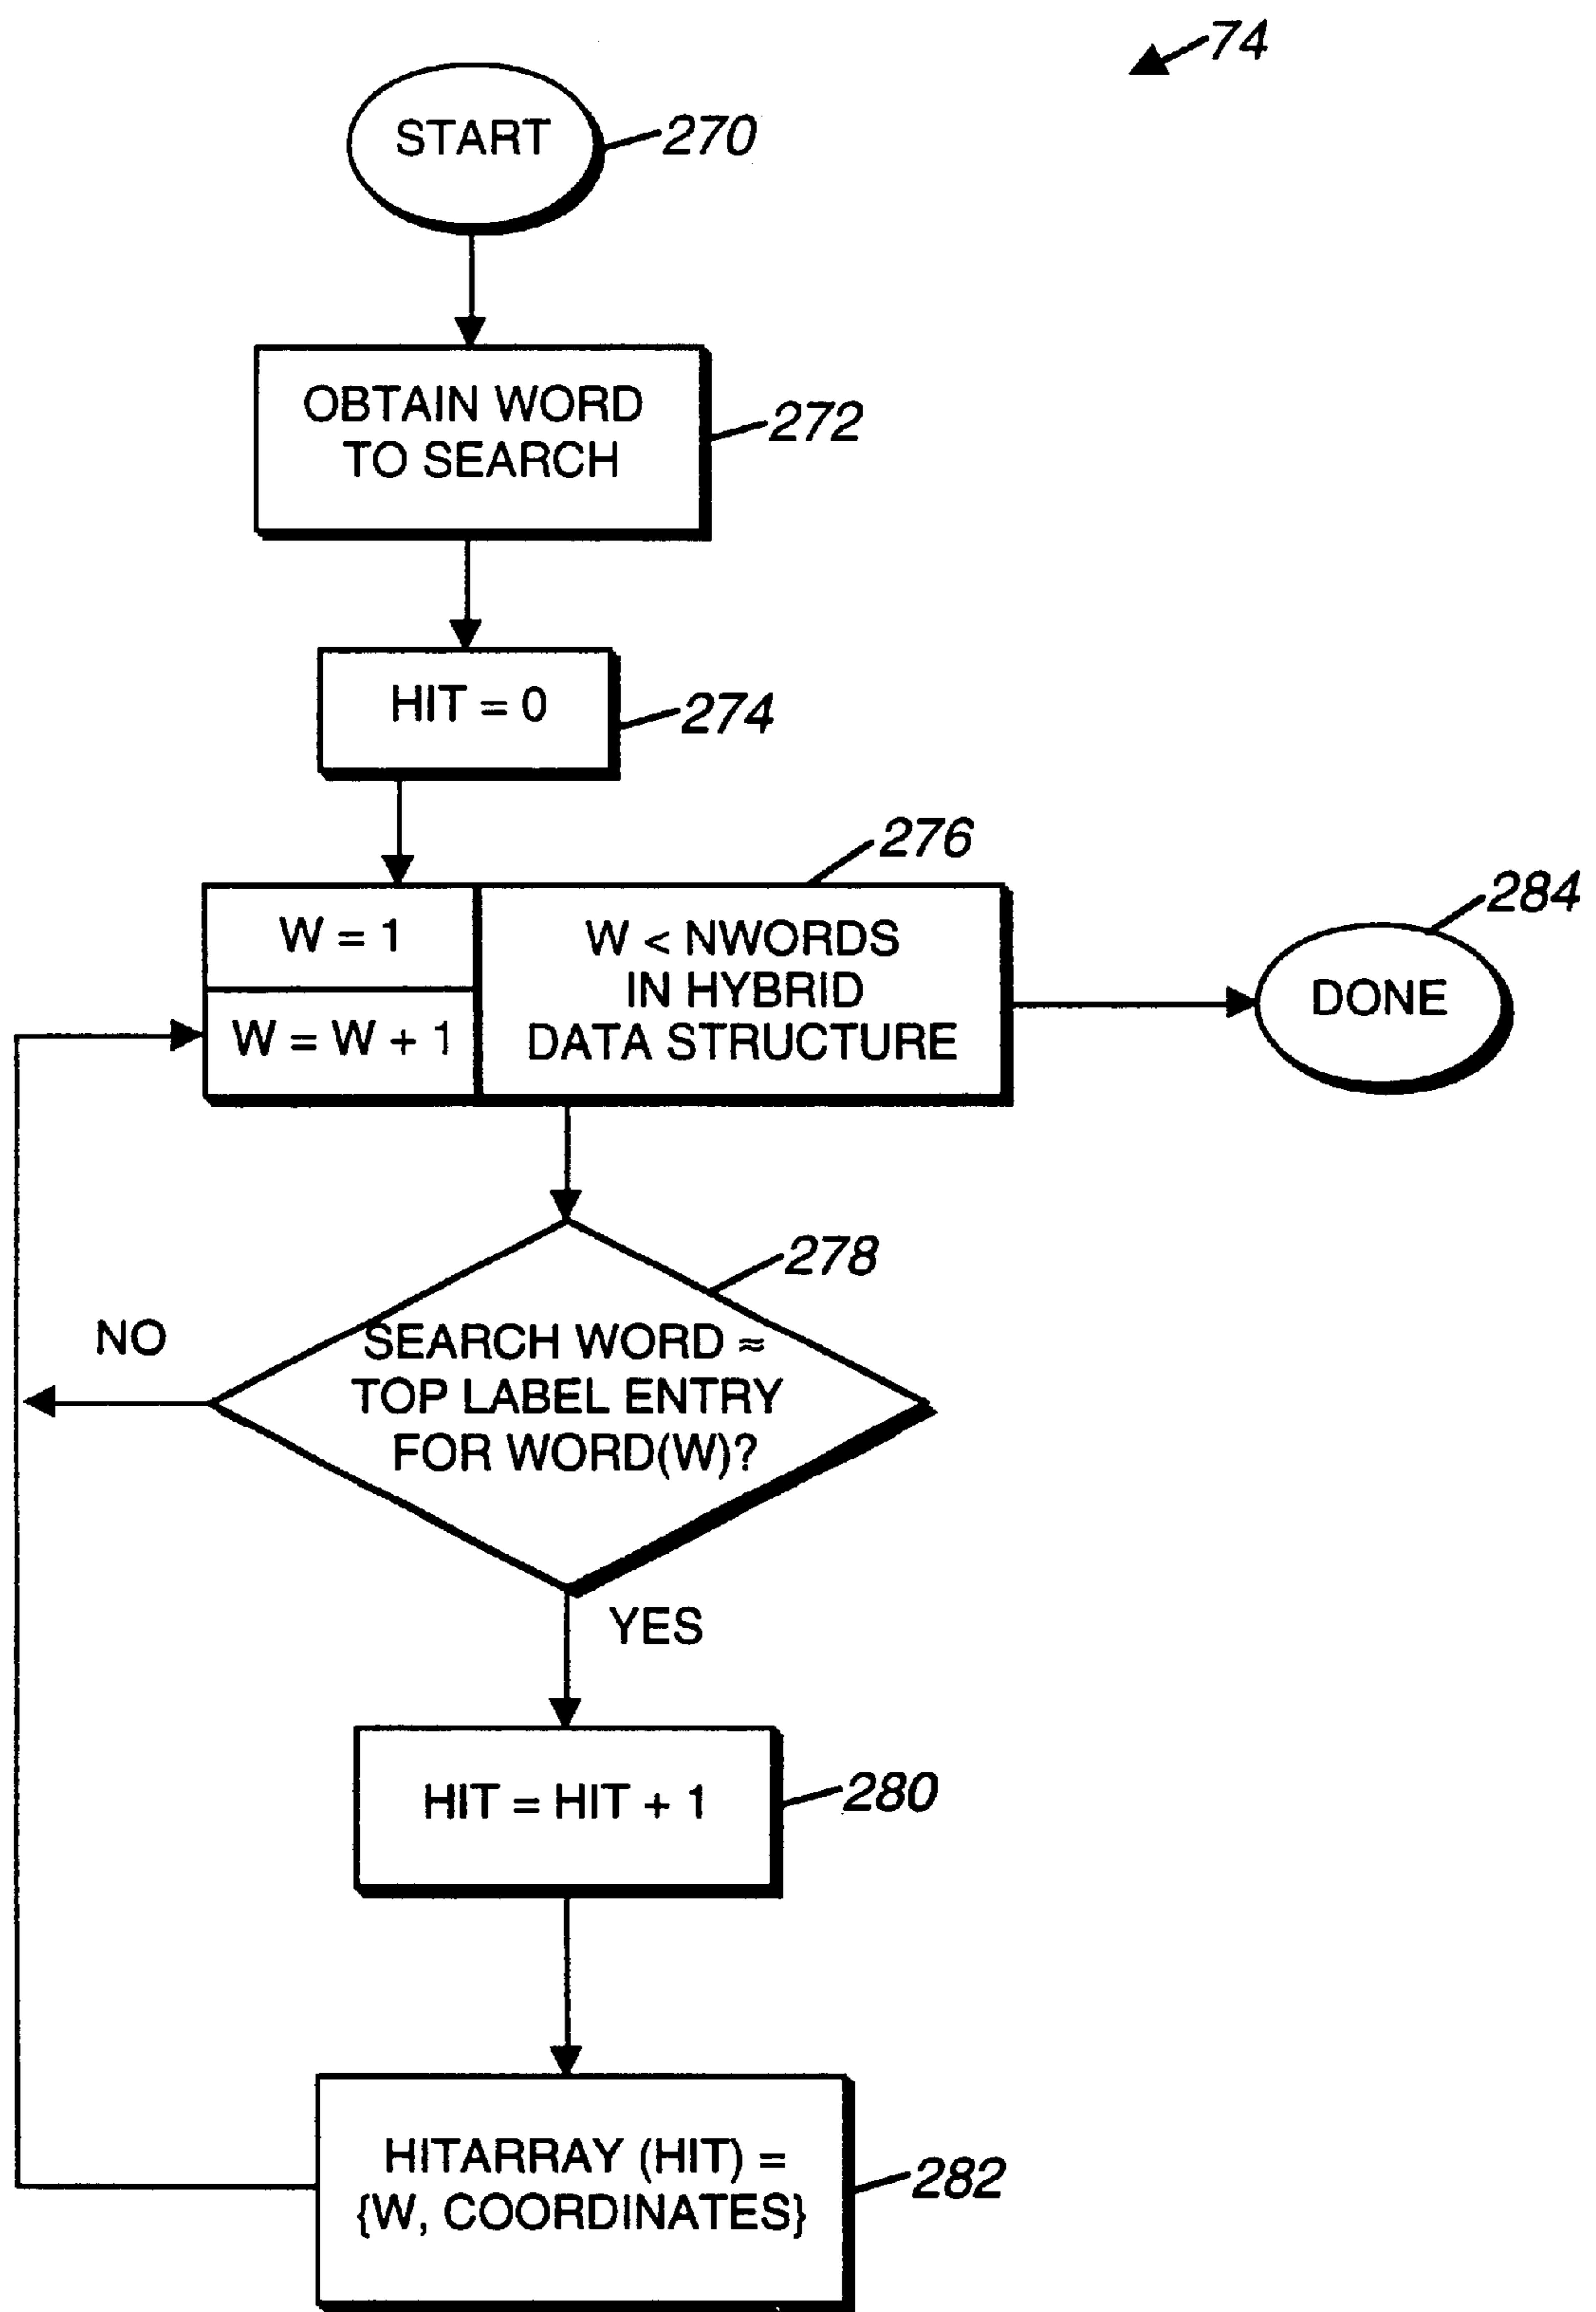 74
START
270
OBTAIN WORD
TO SEARCH
272
HIT = 0
274
276
W = 1
W = W + 1
W < NWORDS
IN HYBRID
DATA STRUCTURE
284
DONE
278
NO
SEARCH WORD ≈
TOP LABEL ENTRY
FOR WORD(W)?
YES
HIT = HIT + 1
280
HITARRAY (HIT) =
{W, COORDINATES}
282